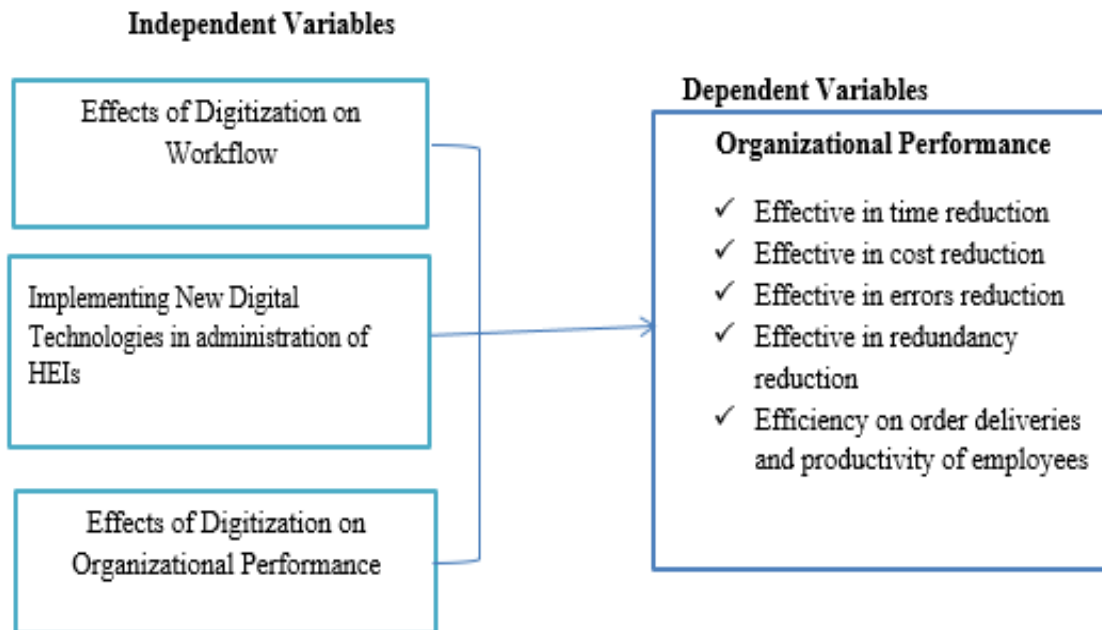 Independent Variables
Effects of Digitization on
Workflow
Implementing New Digital
Technologies in administration of
HEIs
Effects of Digitization on
Organizational Performance
Dependent Variables
Organizational Performance
✓ Effective in time reduction
✓ Effective in cost reduction
✓ Effective in errors reduction
✓ Effective in redundancy
reduction
✓ Efficiency on order deliveries
and productivity of employees